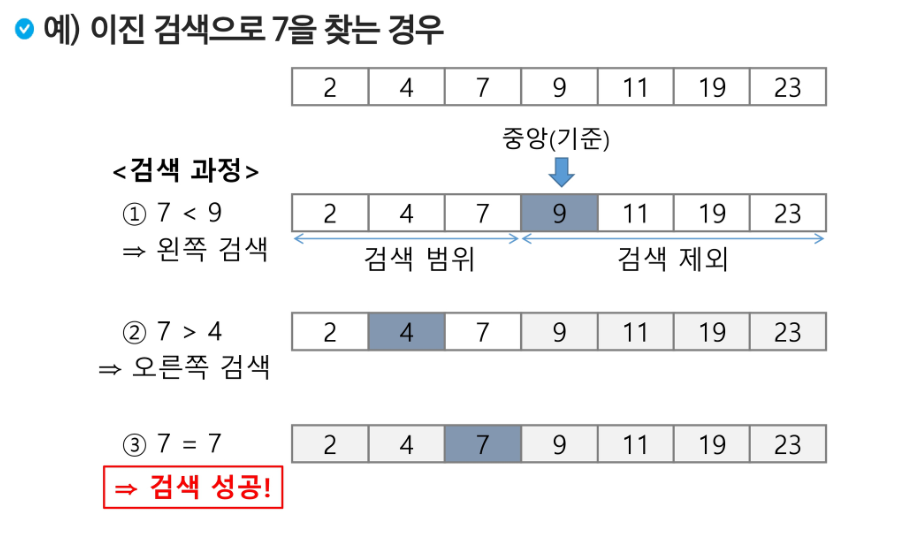 예) 이진 검색으로 7을 찾는 경우
2 4 7 9 11 19 23
중앙(기준)
<검색 과정>
① 7 < 9
2 4 7 9 11 19 23
⇒ 왼쪽 검색
검색 범위 검색 제외
② 7 > 4
2 4 7 9 11 19 23
⇒ 오른쪽 검색
③ 7 = 7
2 4 7 9 11 19 23
⇒ 검색 성공!